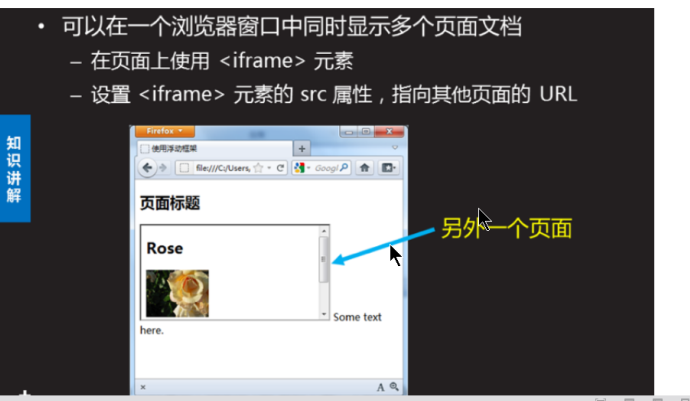 • 可以在一个浏览器窗口中同时显示多个页面文档
– 在页面上使用 <iframe> 元素
– 设置 <iframe> 元素的 src 属性，指向其他页面的 URL
知识讲解
Firefox
使用浮动框架
file:///C:/Users,
Googl
页面标题
Rose
另外一个页面
Some text
here.
× A